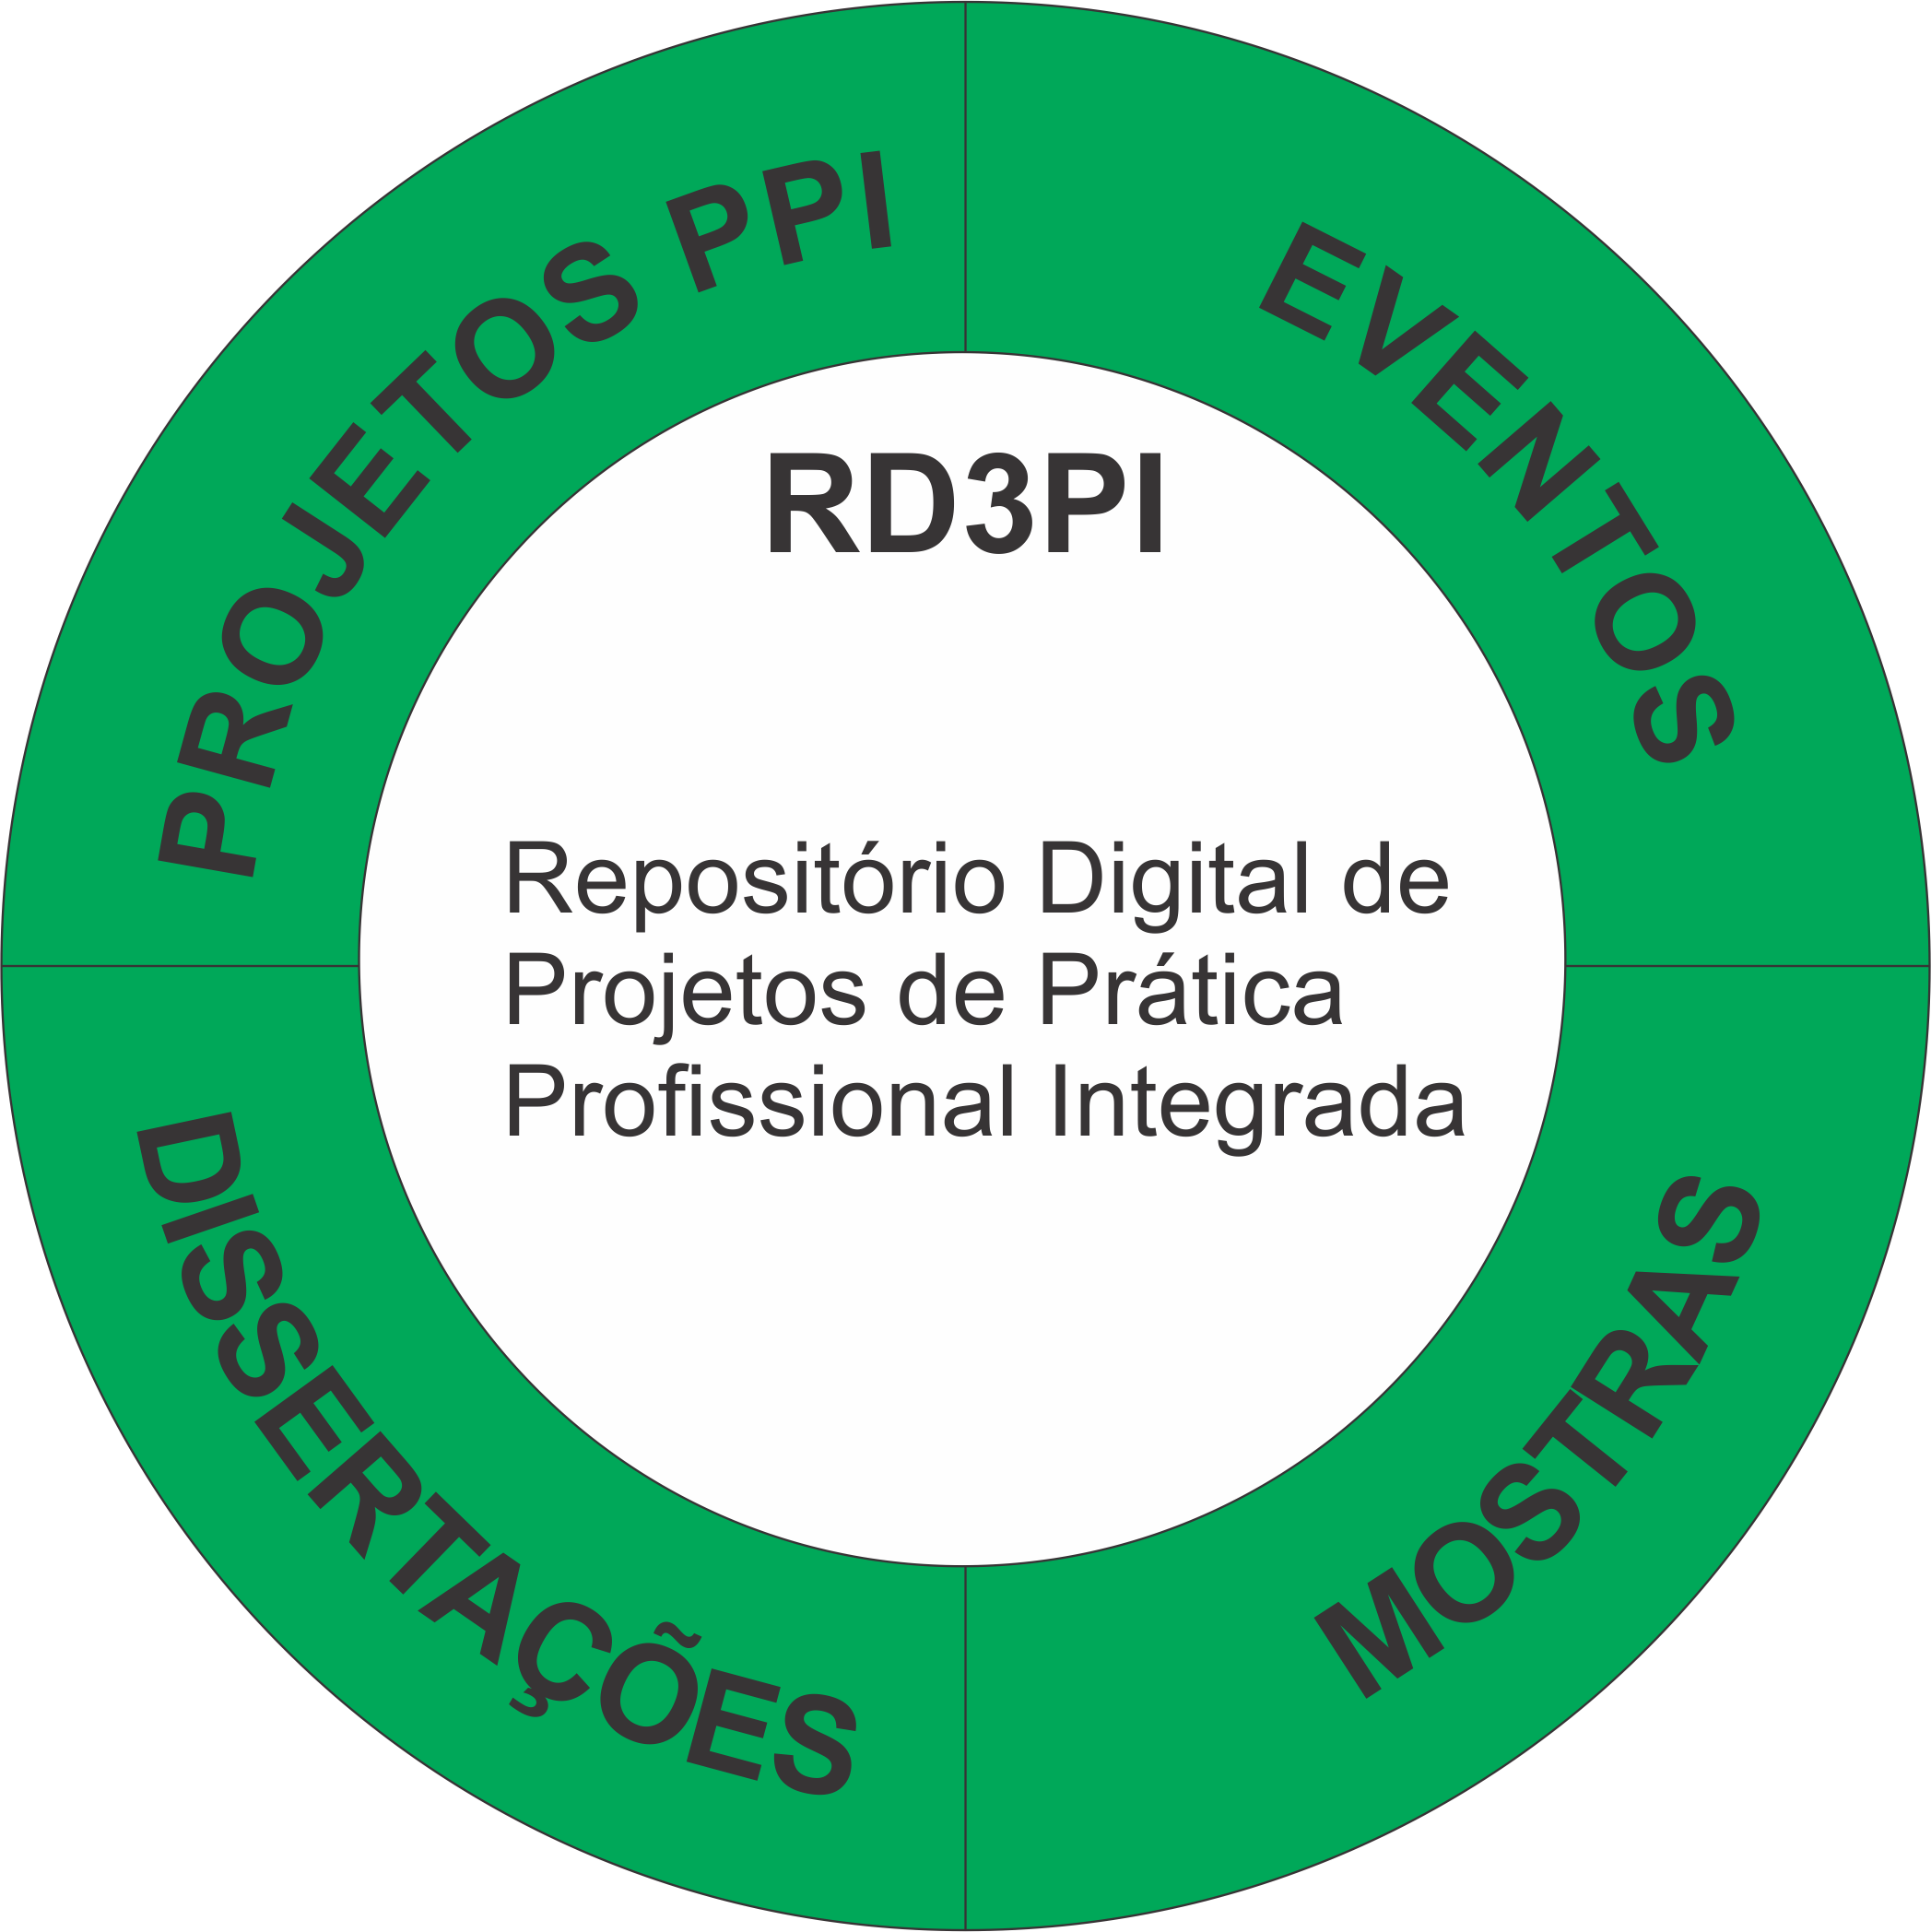 PROJETOS PPI
EVENTOS
RD3PI
Repositório Digital de
Projetos de Prática
Profissional Integrada
DISSERTAÇÕES
MOSTRAS